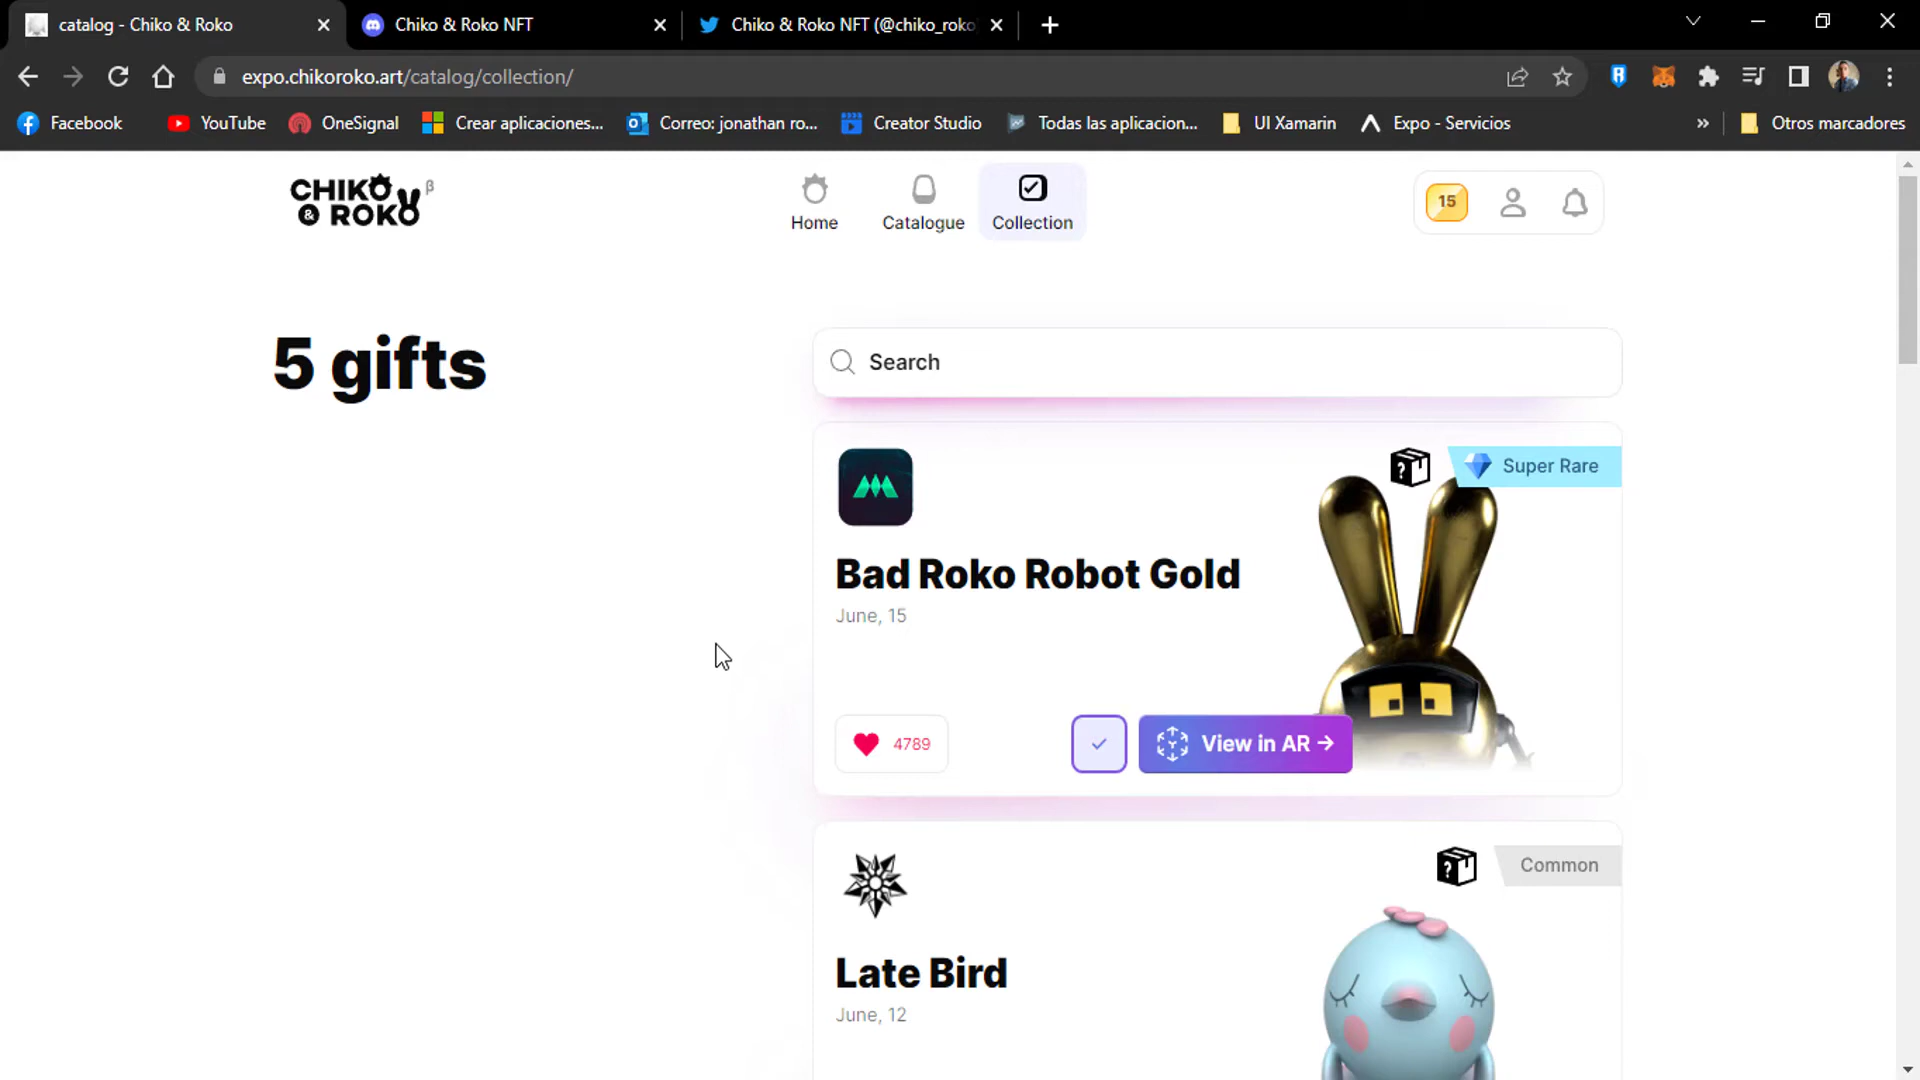 catalog - Chiko & Roko
Chiko & Roko NFT
Chiko & Roko NFT (@chiko_roko
expo.chikoroko.art/catalog/collection/
Facebook
YouTube
OneSignal
Crear aplicaciones...
Correo: jonathan ro...
Creator Studio
Todas las aplicacion...
UI Xamarin
Expo - Servicios
»
Otros marcadores
CHIKO β
& ROKO
Home
Catalogue
Collection
15
5 gifts
Search
?
Super Rare
Bad Roko Robot Gold
June, 15
4789
View in AR →
?
Common
Late Bird
June, 12